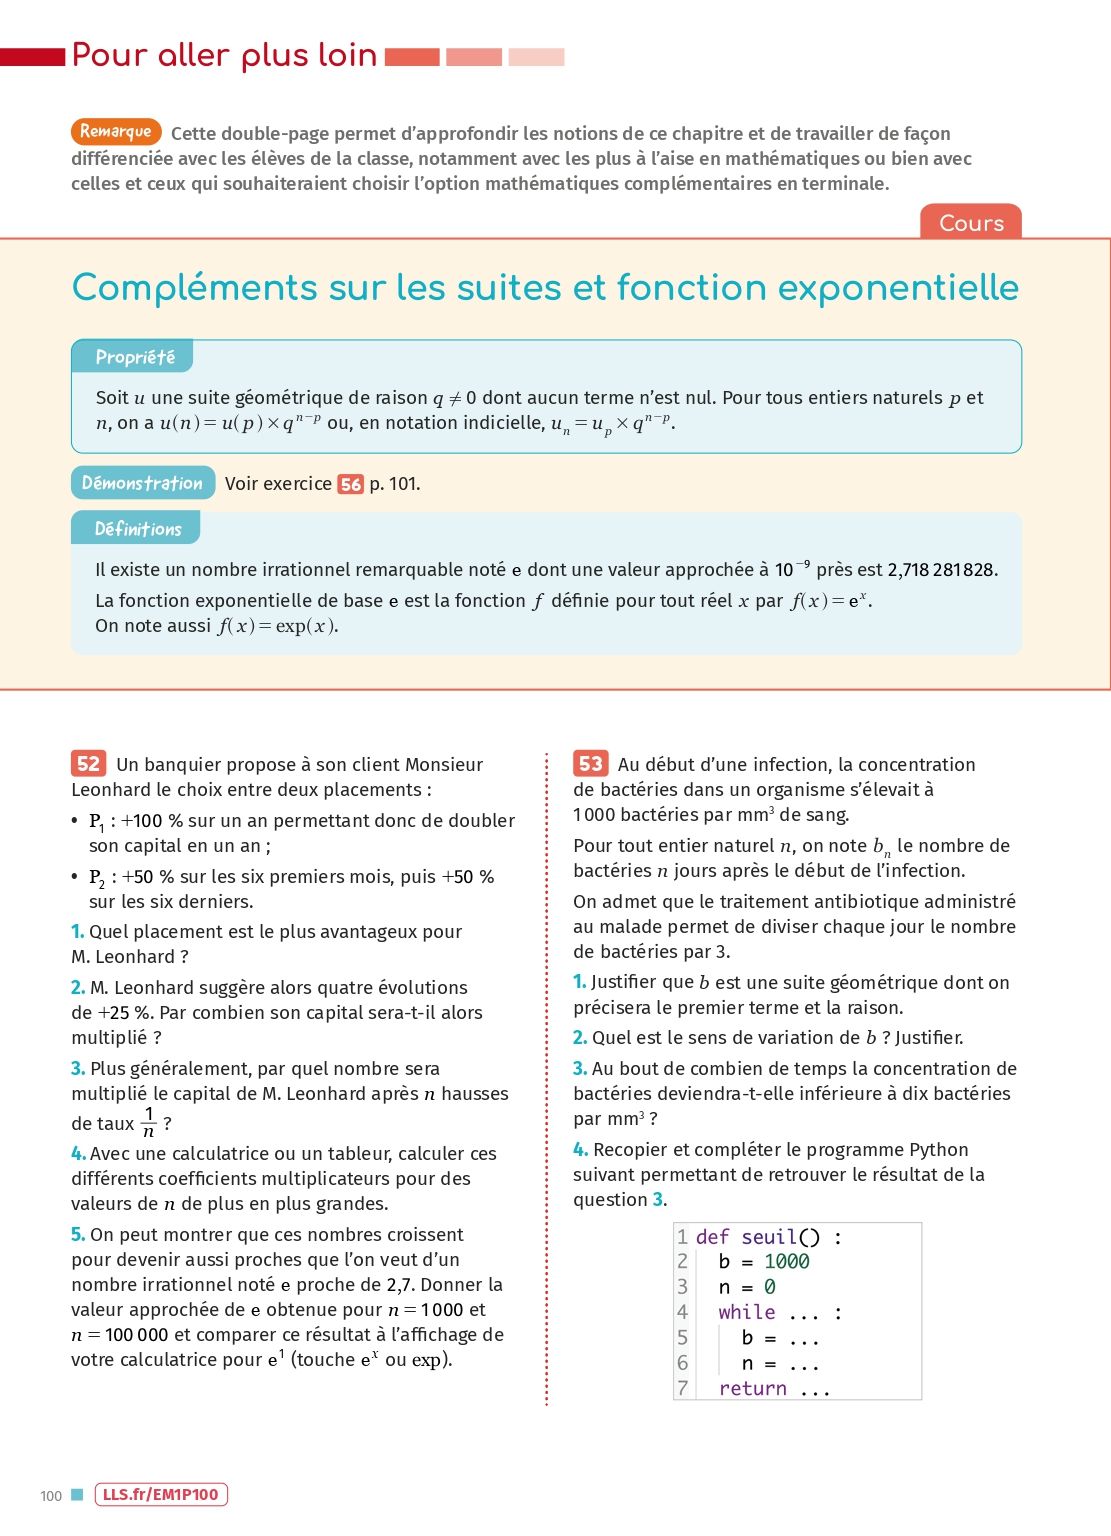 Pour aller plus loin
Remarque Cette double-page permet d’approfondir les notions de ce chapitre et de travailler de façon
différenciée avec les élèves de la classe, notamment avec les plus à l’aise en mathématiques ou bien avec
celles et ceux qui souhaiteraient choisir l’option mathématiques complémentaires en terminale.
Cours
Compléments sur les suites et fonction exponentielle
Propriété
Soit u une suite géométrique de raison q ≠ 0 dont aucun terme n’est nul. Pour tous entiers naturels p et
n, on a u(n) = u(p) × q^{n−p} ou, en notation indicielle, u_n = u_p × q^{n−p}.
Démonstration Voir exercice 56 p. 101.
Définitions
Il existe un nombre irrationnel remarquable noté e dont une valeur approchée à 10^{−9} près est 2,718 281 828.
La fonction exponentielle de base e est la fonction f définie pour tout réel x par f(x) = e^x.
On note aussi f(x) = exp(x).
52 Un banquier propose à son client Monsieur
Leonhard le choix entre deux placements :
• P_1 : +100 % sur un an permettant donc de doubler
son capital en un an ;
• P_2 : +50 % sur les six premiers mois, puis +50 %
sur les six derniers.
1. Quel placement est le plus avantageux pour
M. Leonhard ?
2. M. Leonhard suggère alors quatre évolutions
de +25 %. Par combien son capital sera-t-il alors
multiplié ?
3. Plus généralement, par quel nombre sera
multiplié le capital de M. Leonhard après n hausses
de taux 1/n ?
4. Avec une calculatrice ou un tableur, calculer ces
différents coefficients multiplicateurs pour des
valeurs de n de plus en plus grandes.
5. On peut montrer que ces nombres croissent
pour devenir aussi proches que l’on veut d’un
nombre irrationnel noté e proche de 2,7. Donner la
valeur approchée de e obtenue pour n = 1 000 et
n = 100 000 et comparer ce résultat à l’affichage de
votre calculatrice pour e^1 (touche e^x ou exp).
53 Au début d’une infection, la concentration
de bactéries dans un organisme s’élevait à
1 000 bactéries par mm³ de sang.
Pour tout entier naturel n, on note b_n le nombre de
bactéries n jours après le début de l’infection.
On admet que le traitement antibiotique administré
au malade permet de diviser chaque jour le nombre
de bactéries par 3.
1. Justifier que b est une suite géométrique dont on
précisera le premier terme et la raison.
2. Quel est le sens de variation de b ? Justifier.
3. Au bout de combien de temps la concentration de
bactéries deviendra-t-elle inférieure à dix bactéries
par mm³ ?
4. Recopier et compléter le programme Python
suivant permettant de retrouver le résultat de la
question 3.
1 def seuil() :
2 b = 1000
3 n = 0
4 while ... :
5 b = ...
6 n = ...
7 return ...
100 LLS.fr/EM1P100